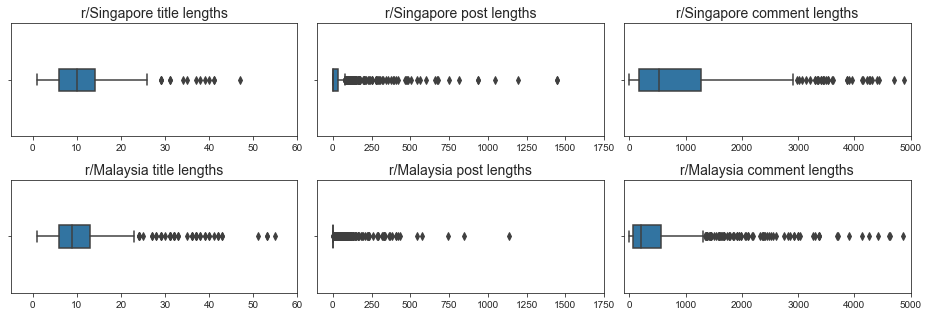 r/Singapore title lengths
0 10 20 30 40 50 60
r/Singapore post lengths
0 250 500 750 1000 1250 1500 1750
r/Singapore comment lengths
0 1000 2000 3000 4000 5000
r/Malaysia title lengths
0 10 20 30 40 50 60
r/Malaysia post lengths
0 250 500 750 1000 1250 1500 1750
r/Malaysia comment lengths
0 1000 2000 3000 4000 5000